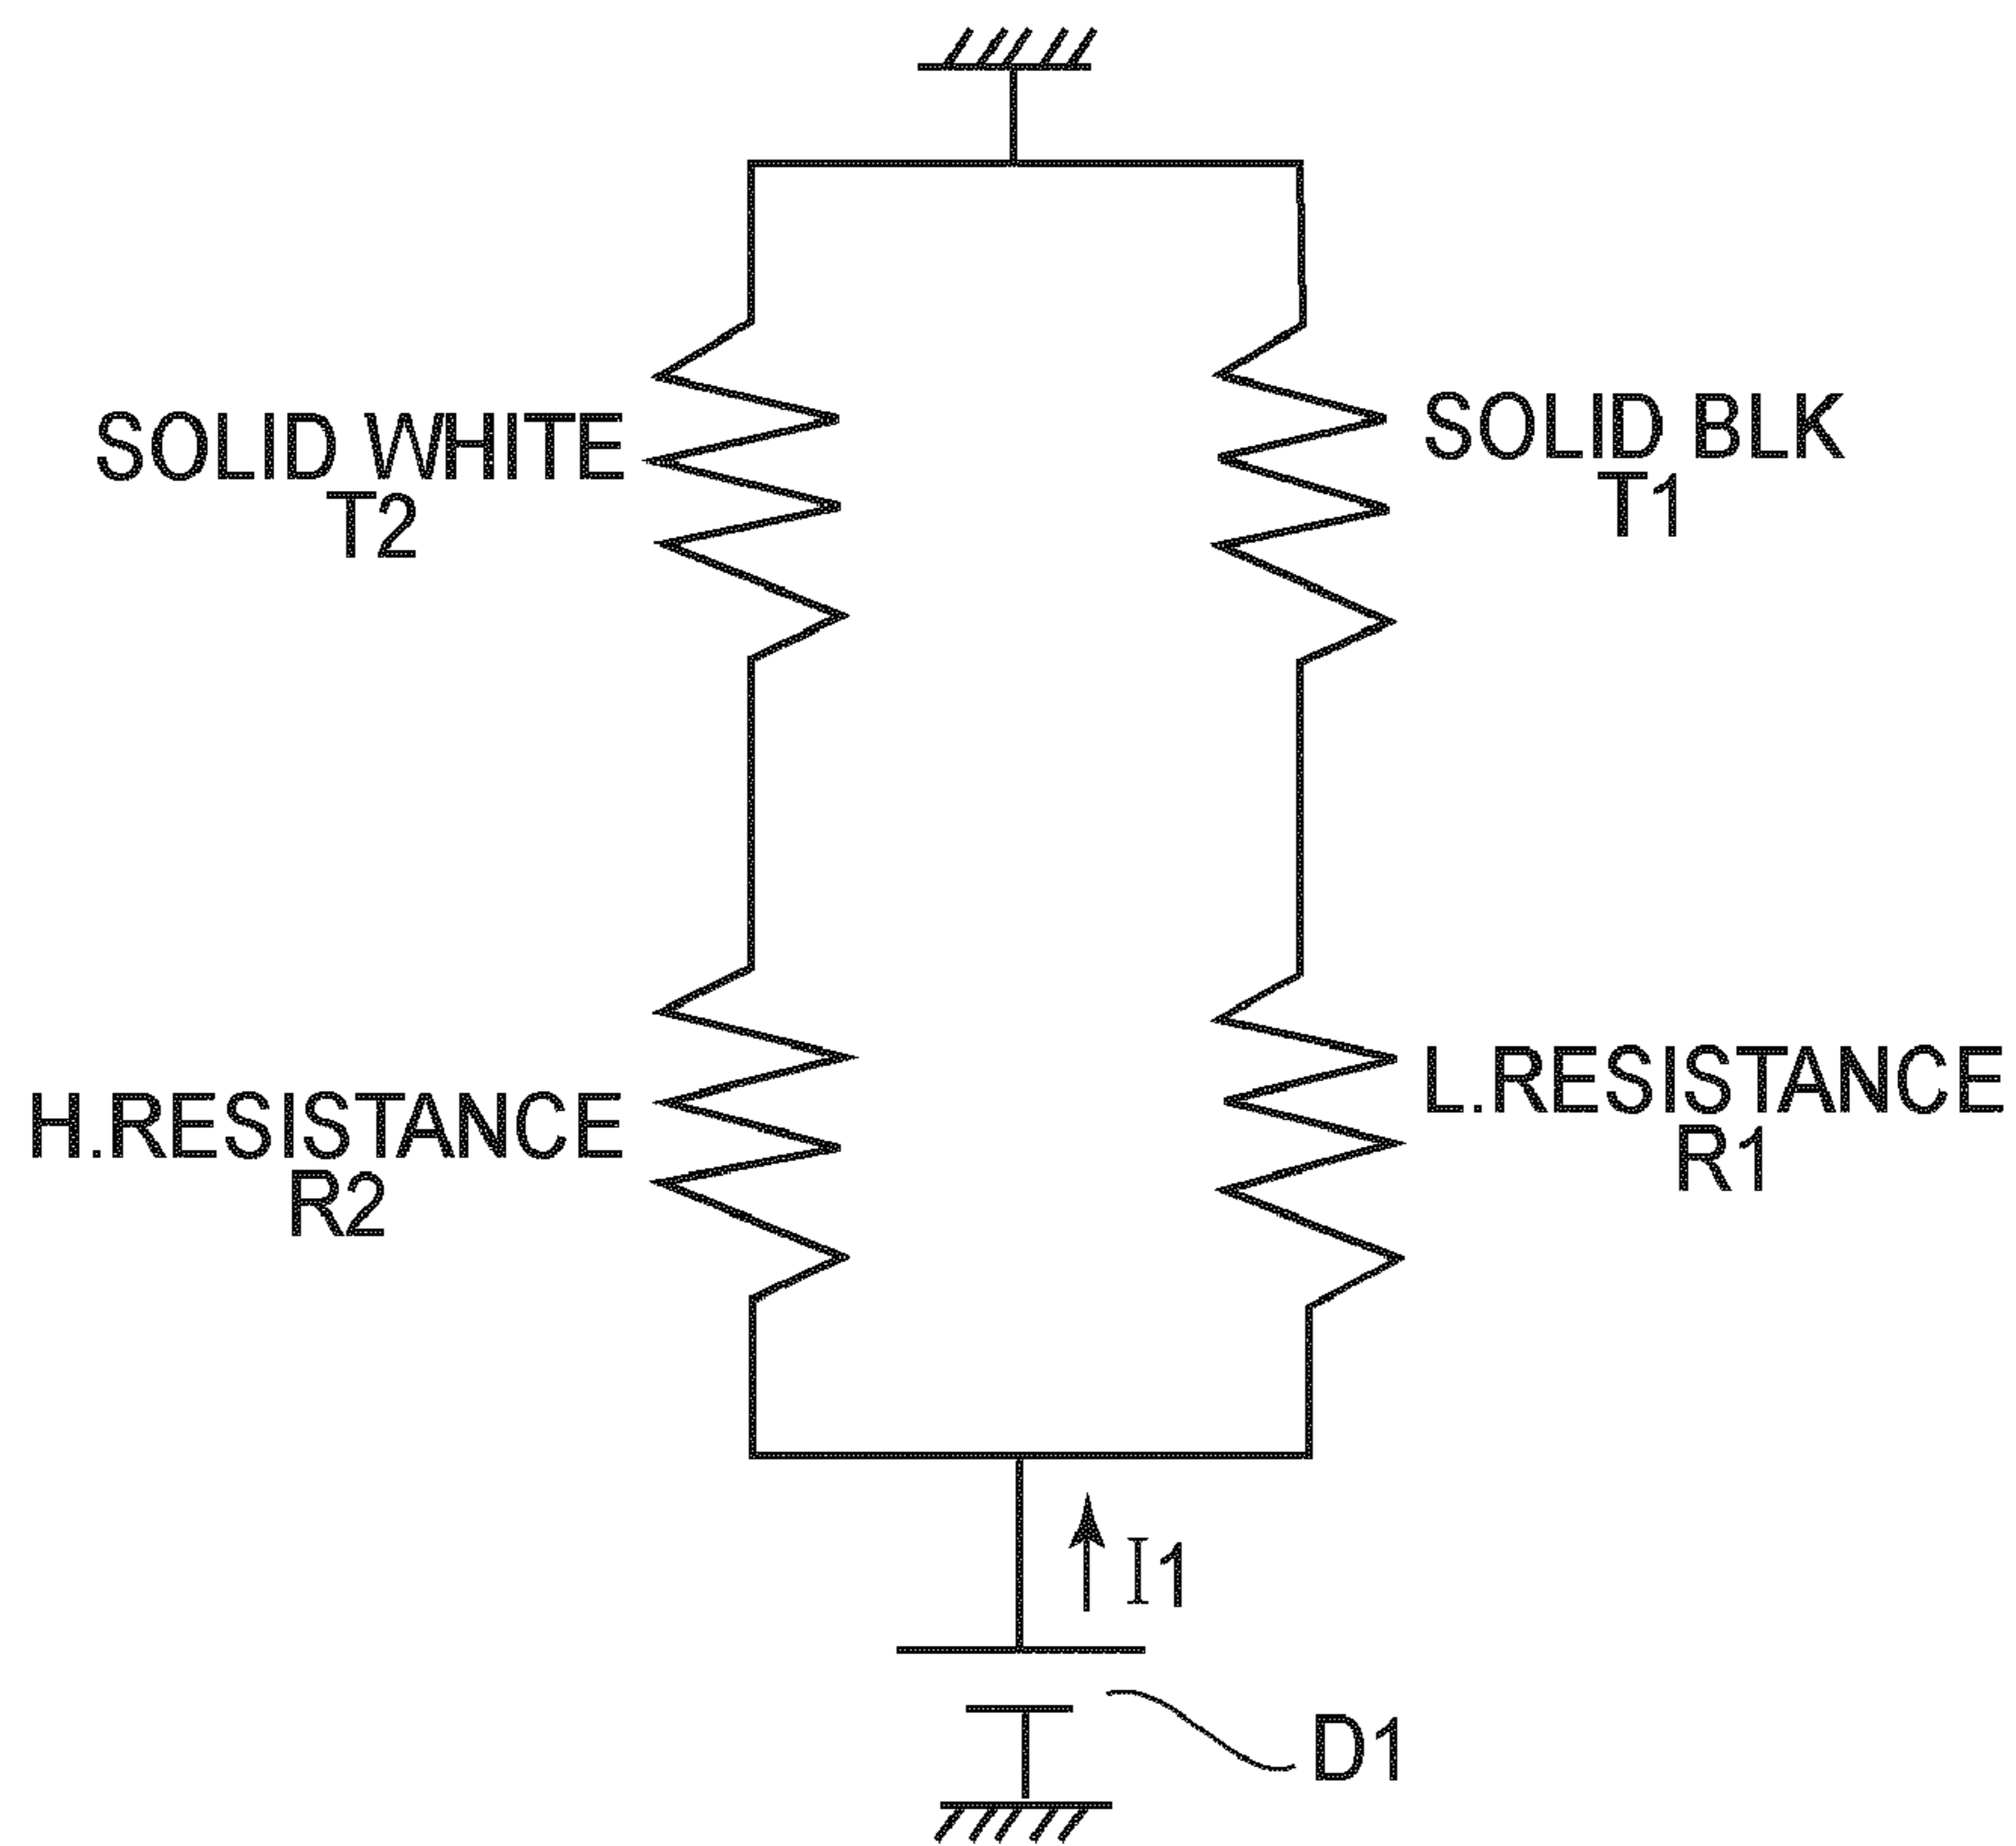 SOLID WHITE
T2
SOLID BLK
T1
H.RESISTANCE
R2
L.RESISTANCE
R1
I1
D1